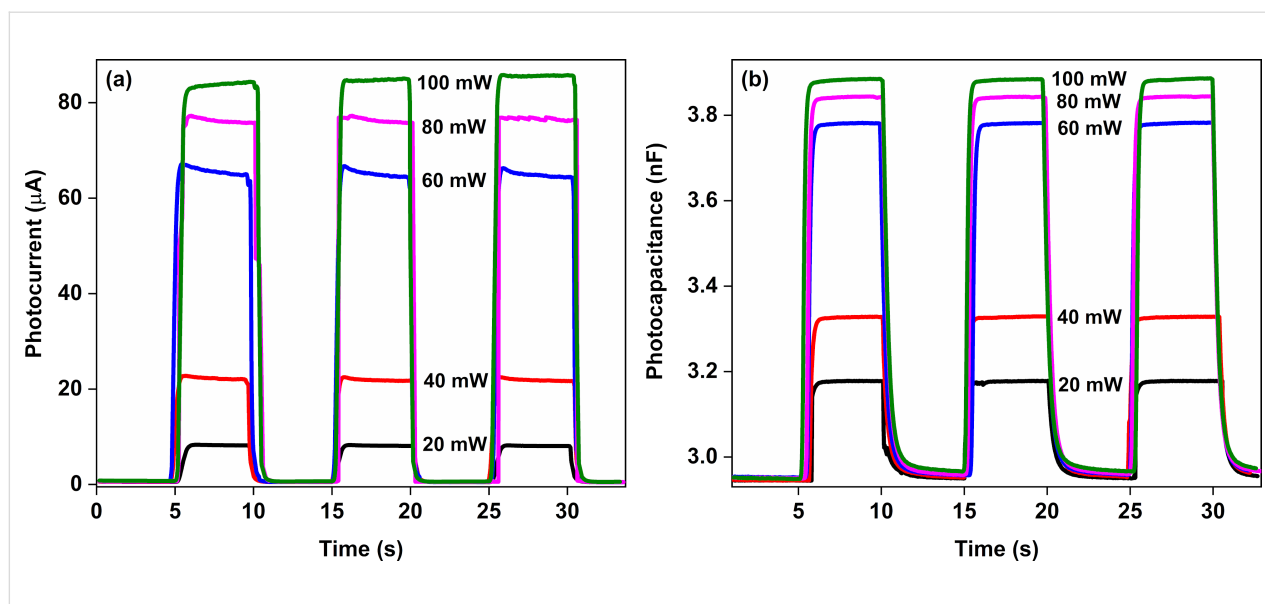 (a)
100 mW
80 mW
60 mW
40 mW
20 mW
80
60
40
20
0
Photocurrent (μA)
0 5 10 15 20 25 30
Time (s)
(b)
100 mW
80 mW
60 mW
40 mW
20 mW
3.8
3.6
3.4
3.2
3.0
Photocapacitance (nF)
5 10 15 20 25 30
Time (s)